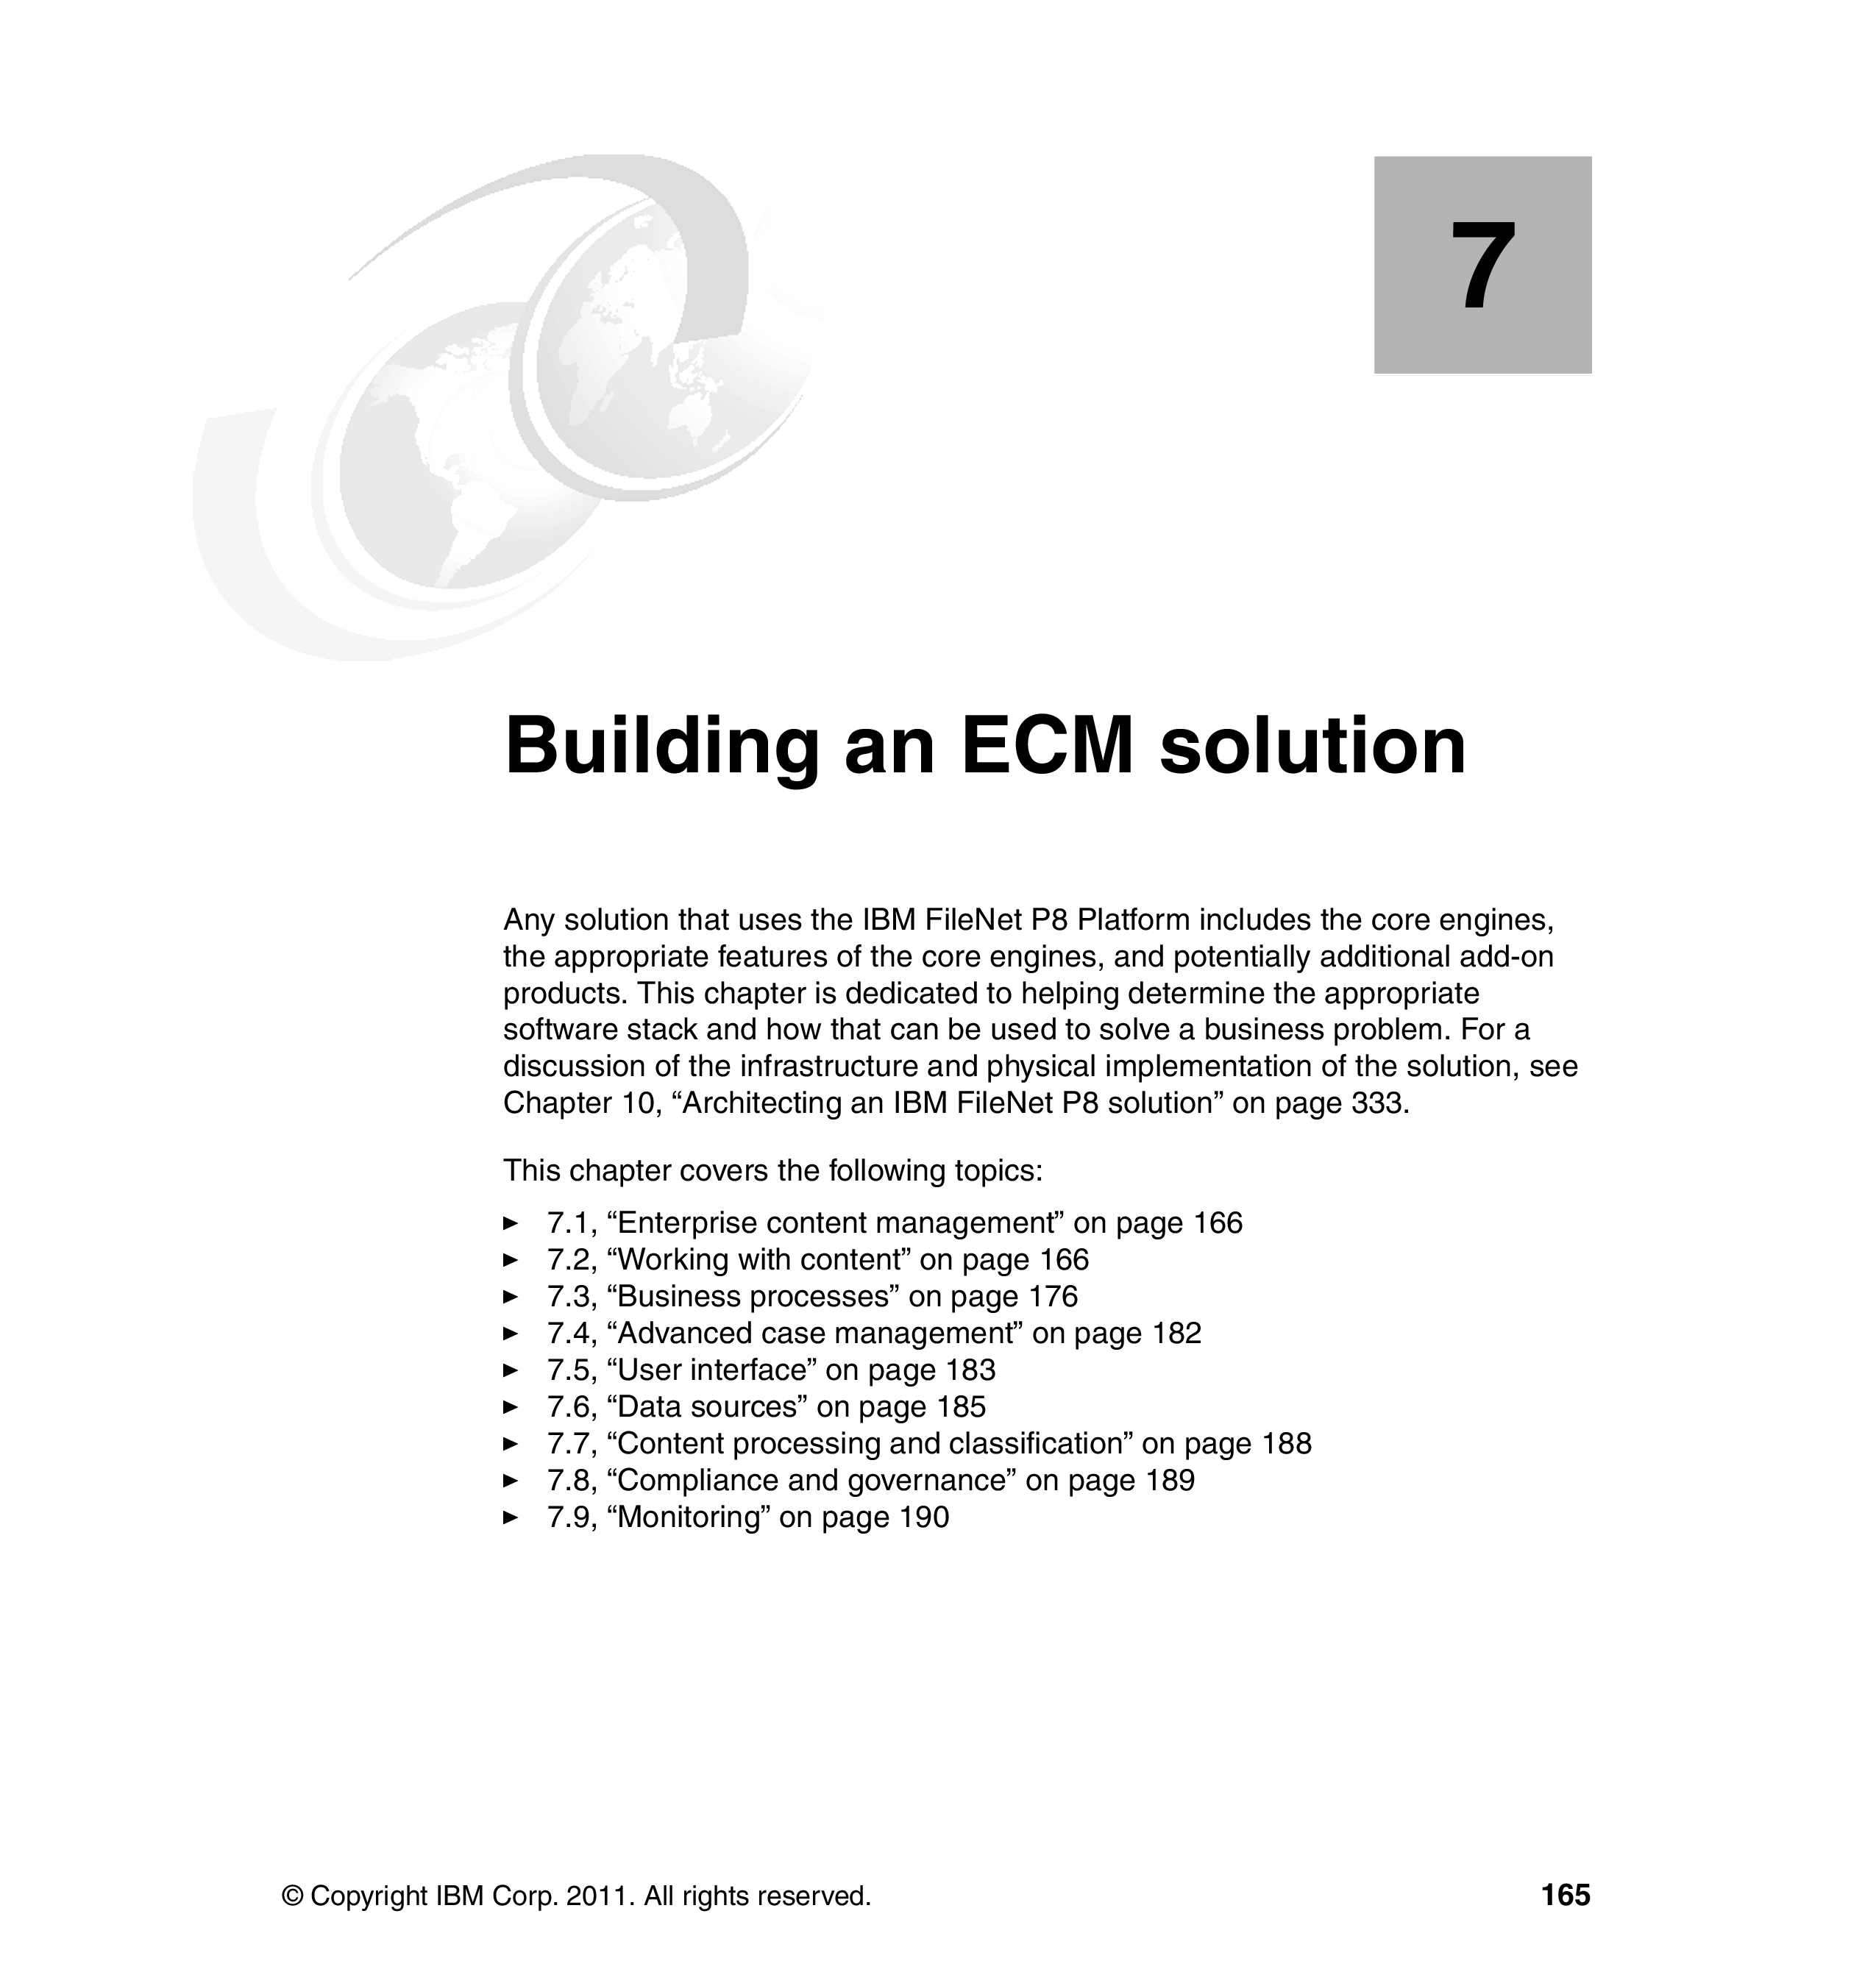 7
Building an ECM solution
Any solution that uses the IBM FileNet P8 Platform includes the core engines,
the appropriate features of the core engines, and potentially additional add-on
products. This chapter is dedicated to helping determine the appropriate
software stack and how that can be used to solve a business problem. For a
discussion of the infrastructure and physical implementation of the solution, see
Chapter 10, “Architecting an IBM FileNet P8 solution” on page 333.
This chapter covers the following topics:
► 7.1, “Enterprise content management” on page 166
► 7.2, “Working with content” on page 166
► 7.3, “Business processes” on page 176
► 7.4, “Advanced case management” on page 182
► 7.5, “User interface” on page 183
► 7.6, “Data sources” on page 185
► 7.7, “Content processing and classification” on page 188
► 7.8, “Compliance and governance” on page 189
► 7.9, “Monitoring” on page 190
© Copyright IBM Corp. 2011. All rights reserved. 165